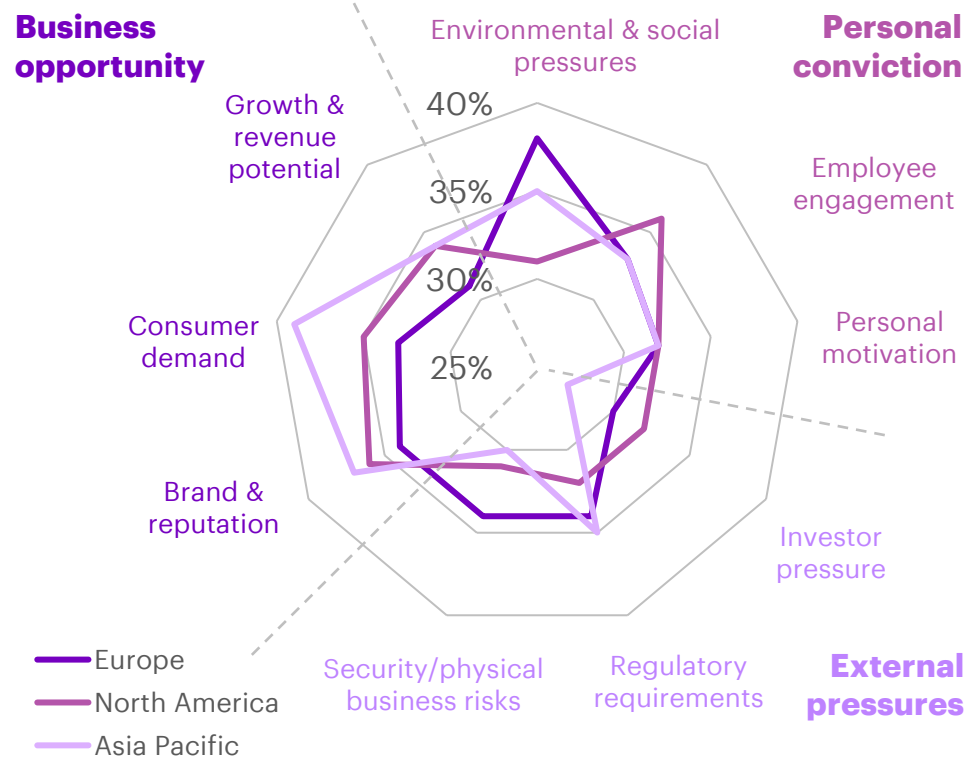 Business
opportunity
Environmental & social
pressures
Personal
conviction
Growth &
revenue
potential
40%
35%
30%
25%
Employee
engagement
Personal
motivation
Consumer
demand
Brand &
reputation
Investor
pressure
Security/physical
business risks
Regulatory
requirements
External
pressures
Europe
North America
Asia Pacific